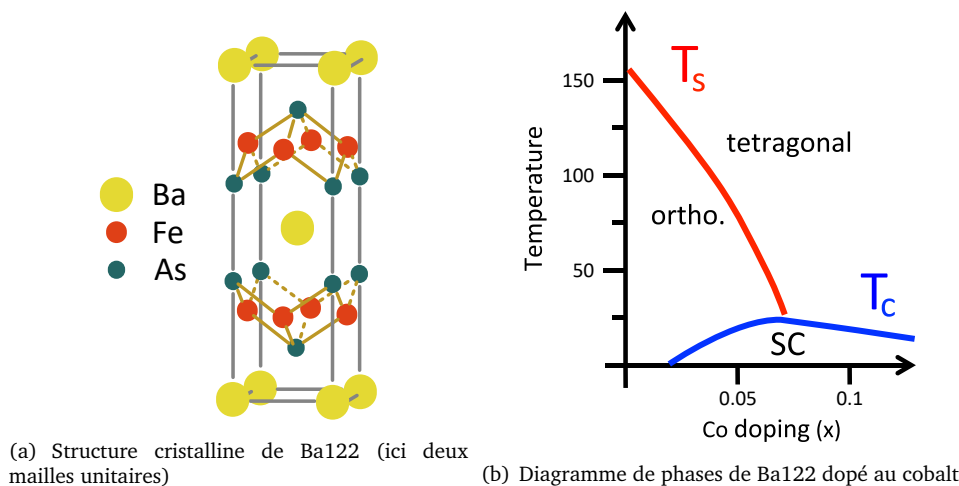 Ba
Fe
As
(a) Structure cristalline de Ba122 (ici deux
mailles unitaires)
Temperature
150
100
50
0
T_S
tetragonal
ortho.
T_C
SC
0.05
0.1
Co doping (x)
(b) Diagramme de phases de Ba122 dopé au cobalt